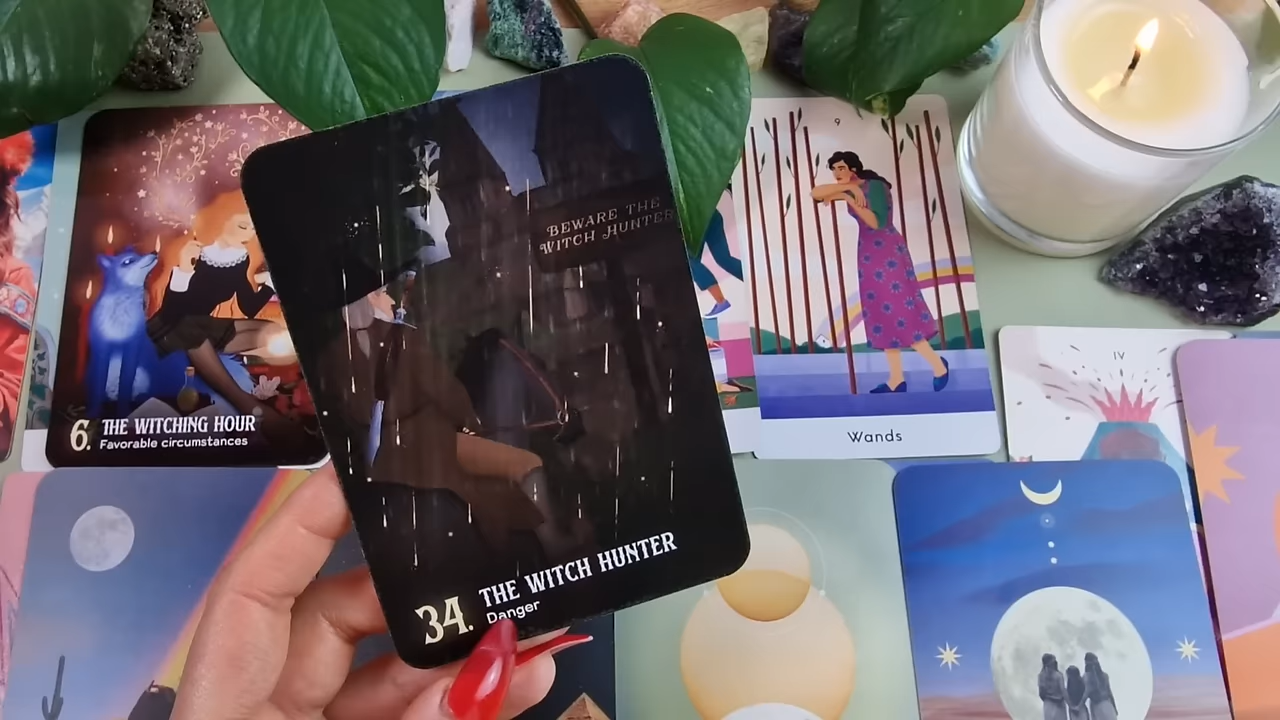 BEWARE THE
WITCH HUNTER
34. THE WITCH HUNTER
Danger
6. THE WITCHING HOUR
Favorable circumstances
9
Wands
IV